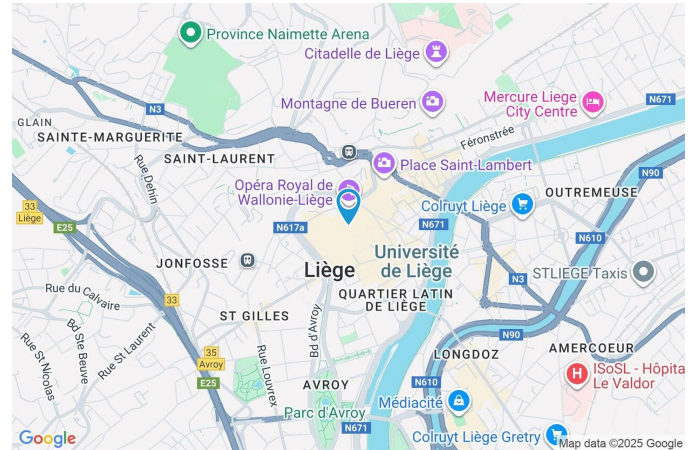 Province Naimette Arena
Citadelle de Liège
Montagne de Bueren
Mercure Liege
City Centre
N671
N3
GLAIN
SAINTE-MARGUERITE
Rue Dehin
SAINT-LAURENT
Féronstrée
Place Saint-Lambert
N90
Opéra Royal de
Wallonie-Liège
OUTREMEUSE
Colruyt Liège
33
Liège
E25
N617a
N671
N610
Université
de Liège
JONFOSSE
Liège
N3
STLIEGE Taxis
Rue du Calvaire
33
QUARTIER LATIN
DE LIÈGE
ST GILLES
Bd d'Avroy
N90
Bd Ste Beuve
Rue St Laurent
35
Avroy
LONGDOZ
AMERCOEUR
Rue St Nicolas
E25
Rue Louvrex
AVROY
N610
ISoSL - Hôpita
Le Valdor
Médiacité
Parc d'Avroy
N671
Colruyt Liège Gretry
Google
Map data ©2025 Google